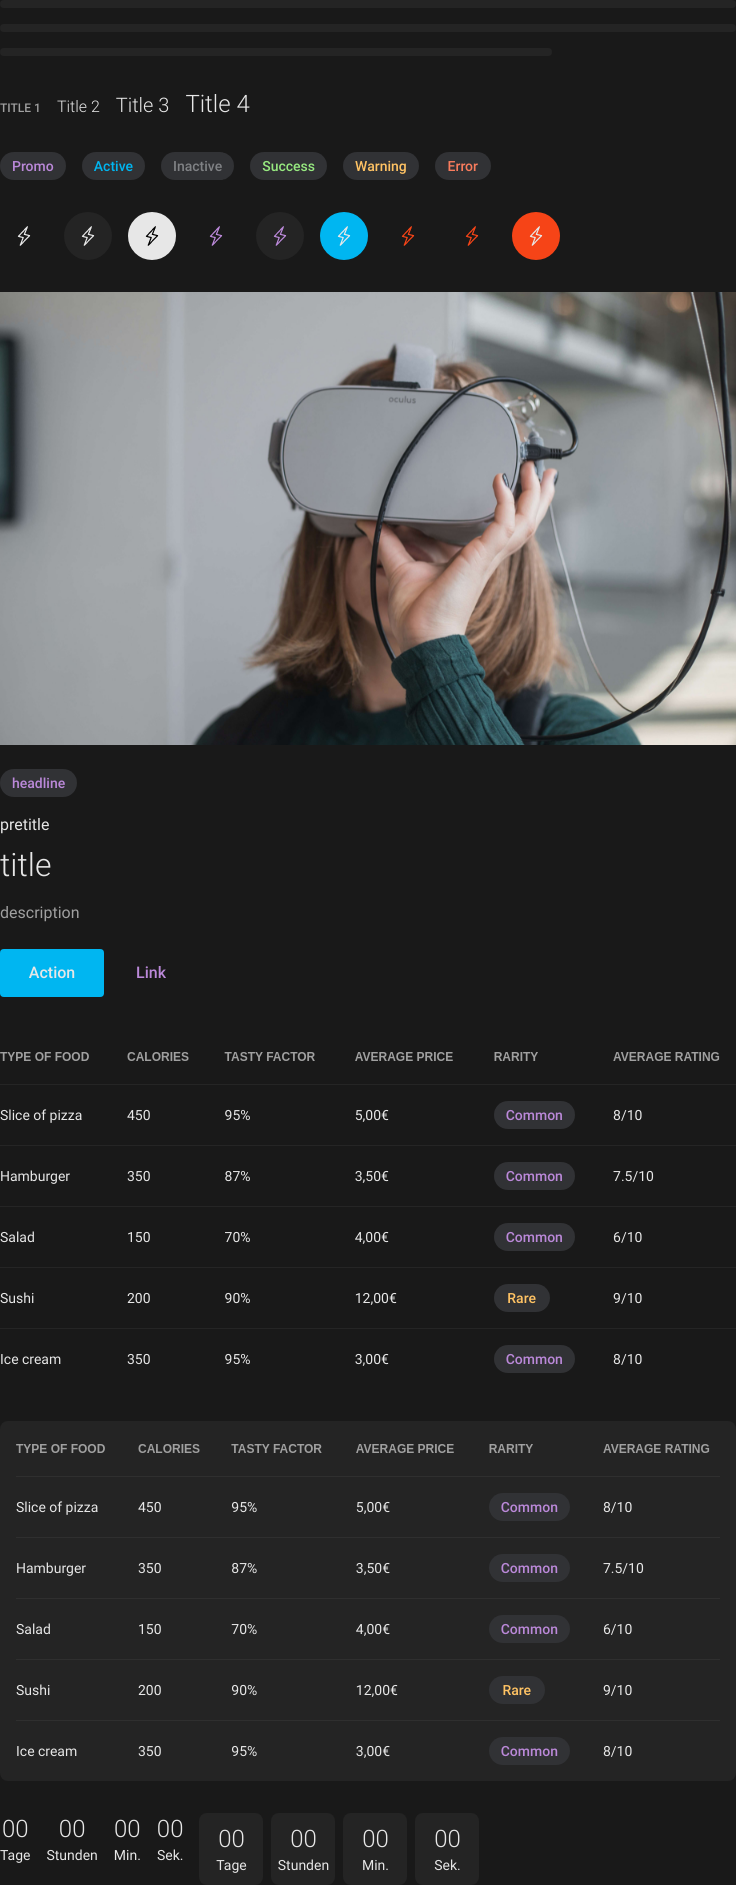 TITLE 1 Title 2 Title 3 Title 4
Promo Active Inactive Success Warning Error
oculus
headline
pretitle
title
description
Action Link
TYPE OF FOOD CALORIES TASTY FACTOR AVERAGE PRICE RARITY AVERAGE RATING
Slice of pizza 450 95% 5,00€ Common 8/10
Hamburger 350 87% 3,50€ Common 7.5/10
Salad 150 70% 4,00€ Common 6/10
Sushi 200 90% 12,00€ Rare 9/10
Ice cream 350 95% 3,00€ Common 8/10
TYPE OF FOOD CALORIES TASTY FACTOR AVERAGE PRICE RARITY AVERAGE RATING
Slice of pizza 450 95% 5,00€ Common 8/10
Hamburger 350 87% 3,50€ Common 7.5/10
Salad 150 70% 4,00€ Common 6/10
Sushi 200 90% 12,00€ Rare 9/10
Ice cream 350 95% 3,00€ Common 8/10
00 00 00 00 00 00 00 00
Tage Stunden Min. Sek. Tage Stunden Min. Sek.